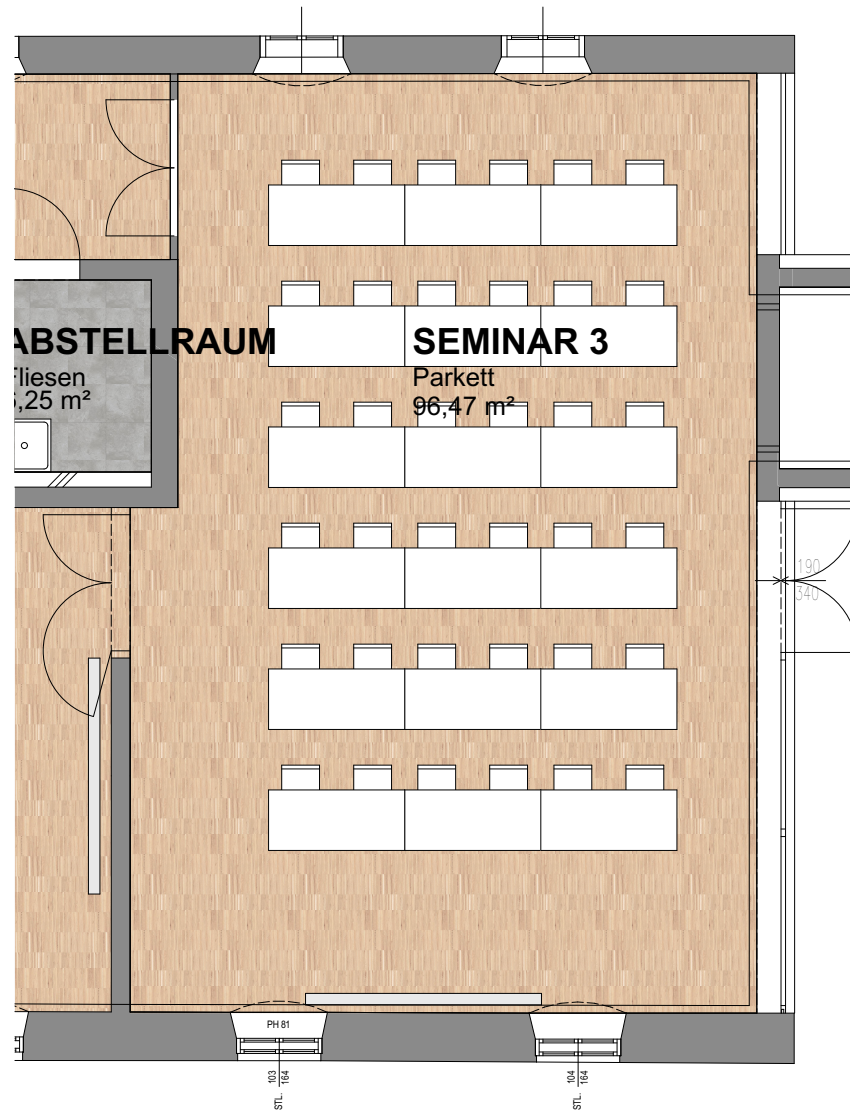 ABSTELLRAUM
Fliesen
5,25 m²
SEMINAR 3
Parkett
96,47 m²
190
340
PH 81
STL. 103
164
STL. 104
164